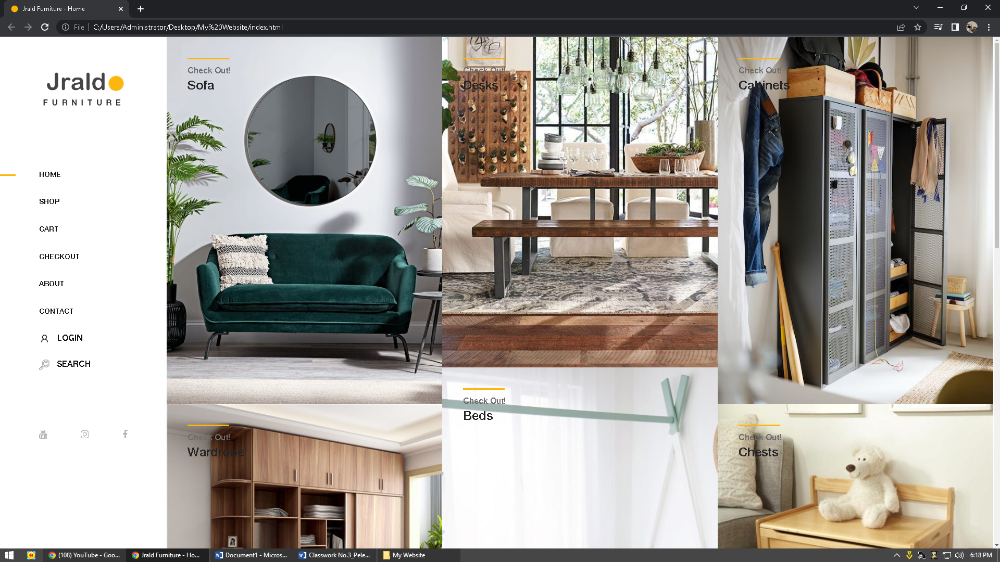 Jrald Furniture - Home
File
C:/Users/Administrator/Desktop/My%20Website/index.html
Jrald
FURNITURE
HOME
SHOP
CART
CHECKOUT
ABOUT
CONTACT
LOGIN
SEARCH
You
Tube
Check Out!
Sofa
Check Out!
Desks
Check Out!
Cabinets
Check Out!
Wardrobe
Check Out!
Beds
Check Out!
Chests
(108) YouTube - Goo...
Jrald Furniture - Ho...
Document1 - Micros...
Classwork No.3_Pele...
My Website
6:18 PM